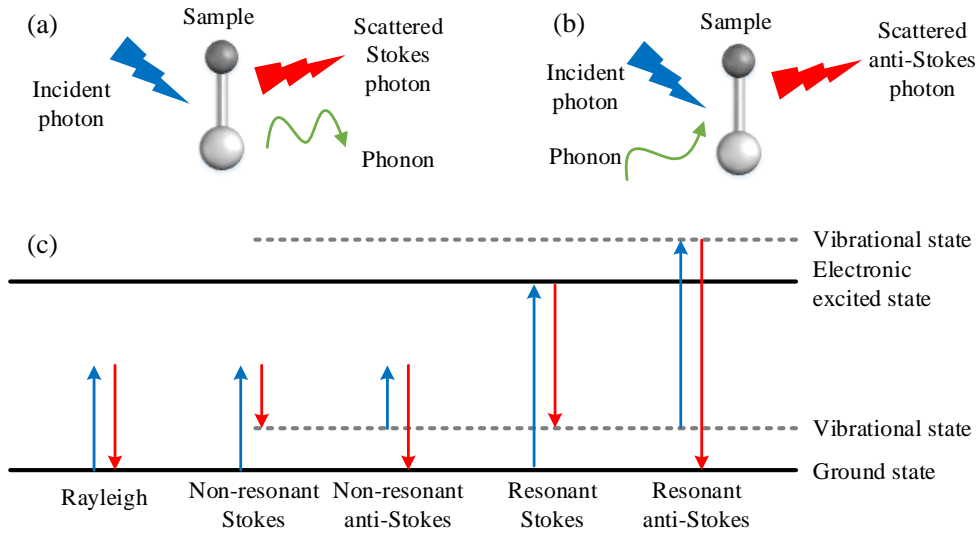 (a)
Sample
Incident
photon
Scattered
Stokes
photon
Phonon
(b)
Sample
Incident
photon
Scattered
anti-Stokes
photon
Phonon
(c)
Vibrational state
Electronic
excited state
Vibrational state
Ground state
Rayleigh
Non-resonant
Stokes
Non-resonant
anti-Stokes
Resonant
Stokes
Resonant
anti-Stokes